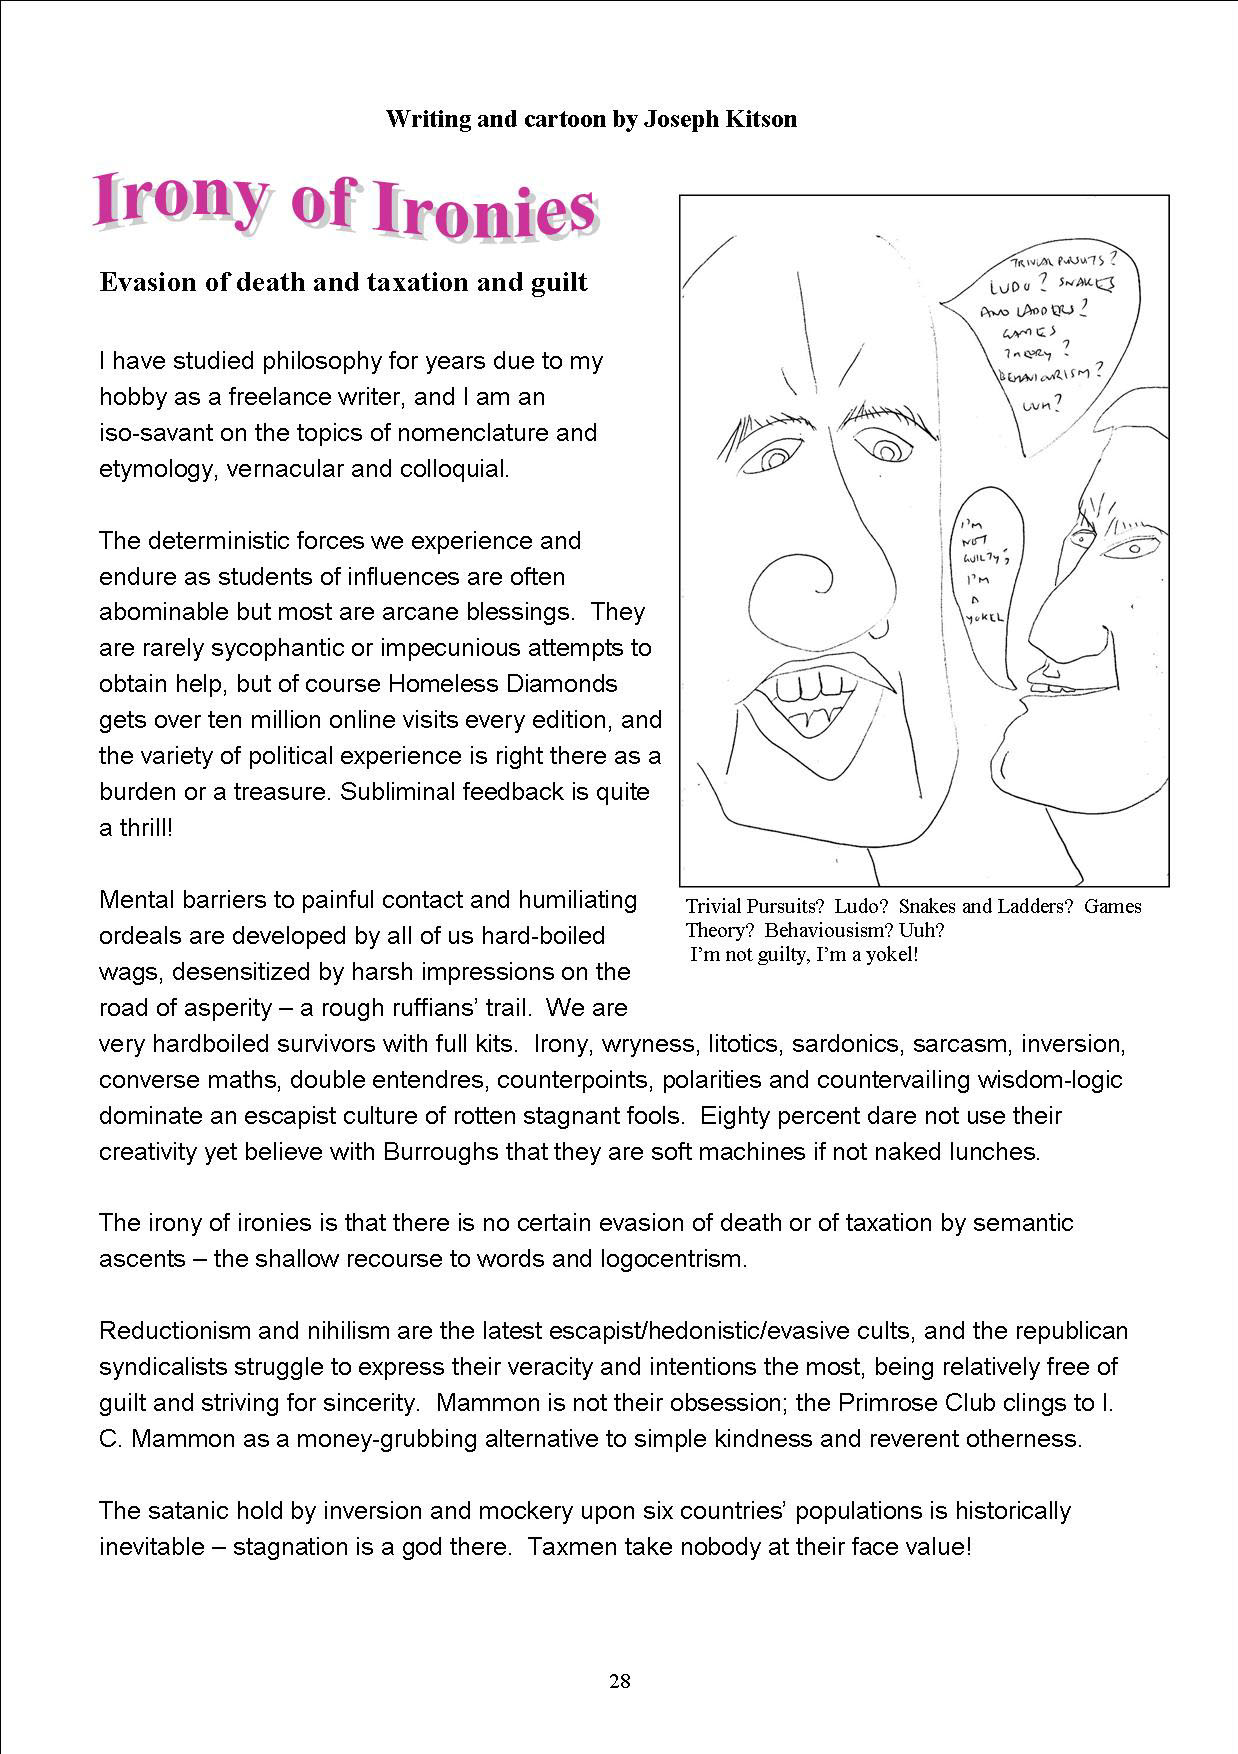 Writing and cartoon by Joseph Kitson
Irony of Ironies
Evasion of death and taxation and guilt
I have studied philosophy for years due to my
hobby as a freelance writer, and I am an
iso-savant on the topics of nomenclature and
etymology, vernacular and colloquial.
The deterministic forces we experience and
endure as students of influences are often
abominable but most are arcane blessings.  They
are rarely sycophantic or impecunious attempts to
obtain help, but of course Homeless Diamonds
gets over ten million online visits every edition, and
the variety of political experience is right there as a
burden or a treasure. Subliminal feedback is quite
a thrill!
Mental barriers to painful contact and humiliating
ordeals are developed by all of us hard-boiled
wags, desensitized by harsh impressions on the
road of asperity – a rough ruffians’ trail.  We are
very hardboiled survivors with full kits.  Irony, wryness, litotics, sardonics, sarcasm, inversion,
converse maths, double entendres, counterpoints, polarities and countervailing wisdom-logic
dominate an escapist culture of rotten stagnant fools.  Eighty percent dare not use their
creativity yet believe with Burroughs that they are soft machines if not naked lunches.
The irony of ironies is that there is no certain evasion of death or of taxation by semantic
ascents – the shallow recourse to words and logocentrism.
Reductionism and nihilism are the latest escapist/hedonistic/evasive cults, and the republican
syndicalists struggle to express their veracity and intentions the most, being relatively free of
guilt and striving for sincerity.  Mammon is not their obsession; the Primrose Club clings to I.
C. Mammon as a money-grubbing alternative to simple kindness and reverent otherness.
The satanic hold by inversion and mockery upon six countries’ populations is historically
inevitable – stagnation is a god there.  Taxmen take nobody at their face value!
TRIVIAL PURSUITS?
LUDO? SNAKES
AND LADDERS?
GAMES
THEORY?
BEHAVIOURISM?
UUH?
I'M
NOT
GUILTY;
I'M
A
YOKEL
Trivial Pursuits?  Ludo?  Snakes and Ladders?  Games
Theory?  Behaviousism? Uuh?
I’m not guilty, I’m a yokel!
28